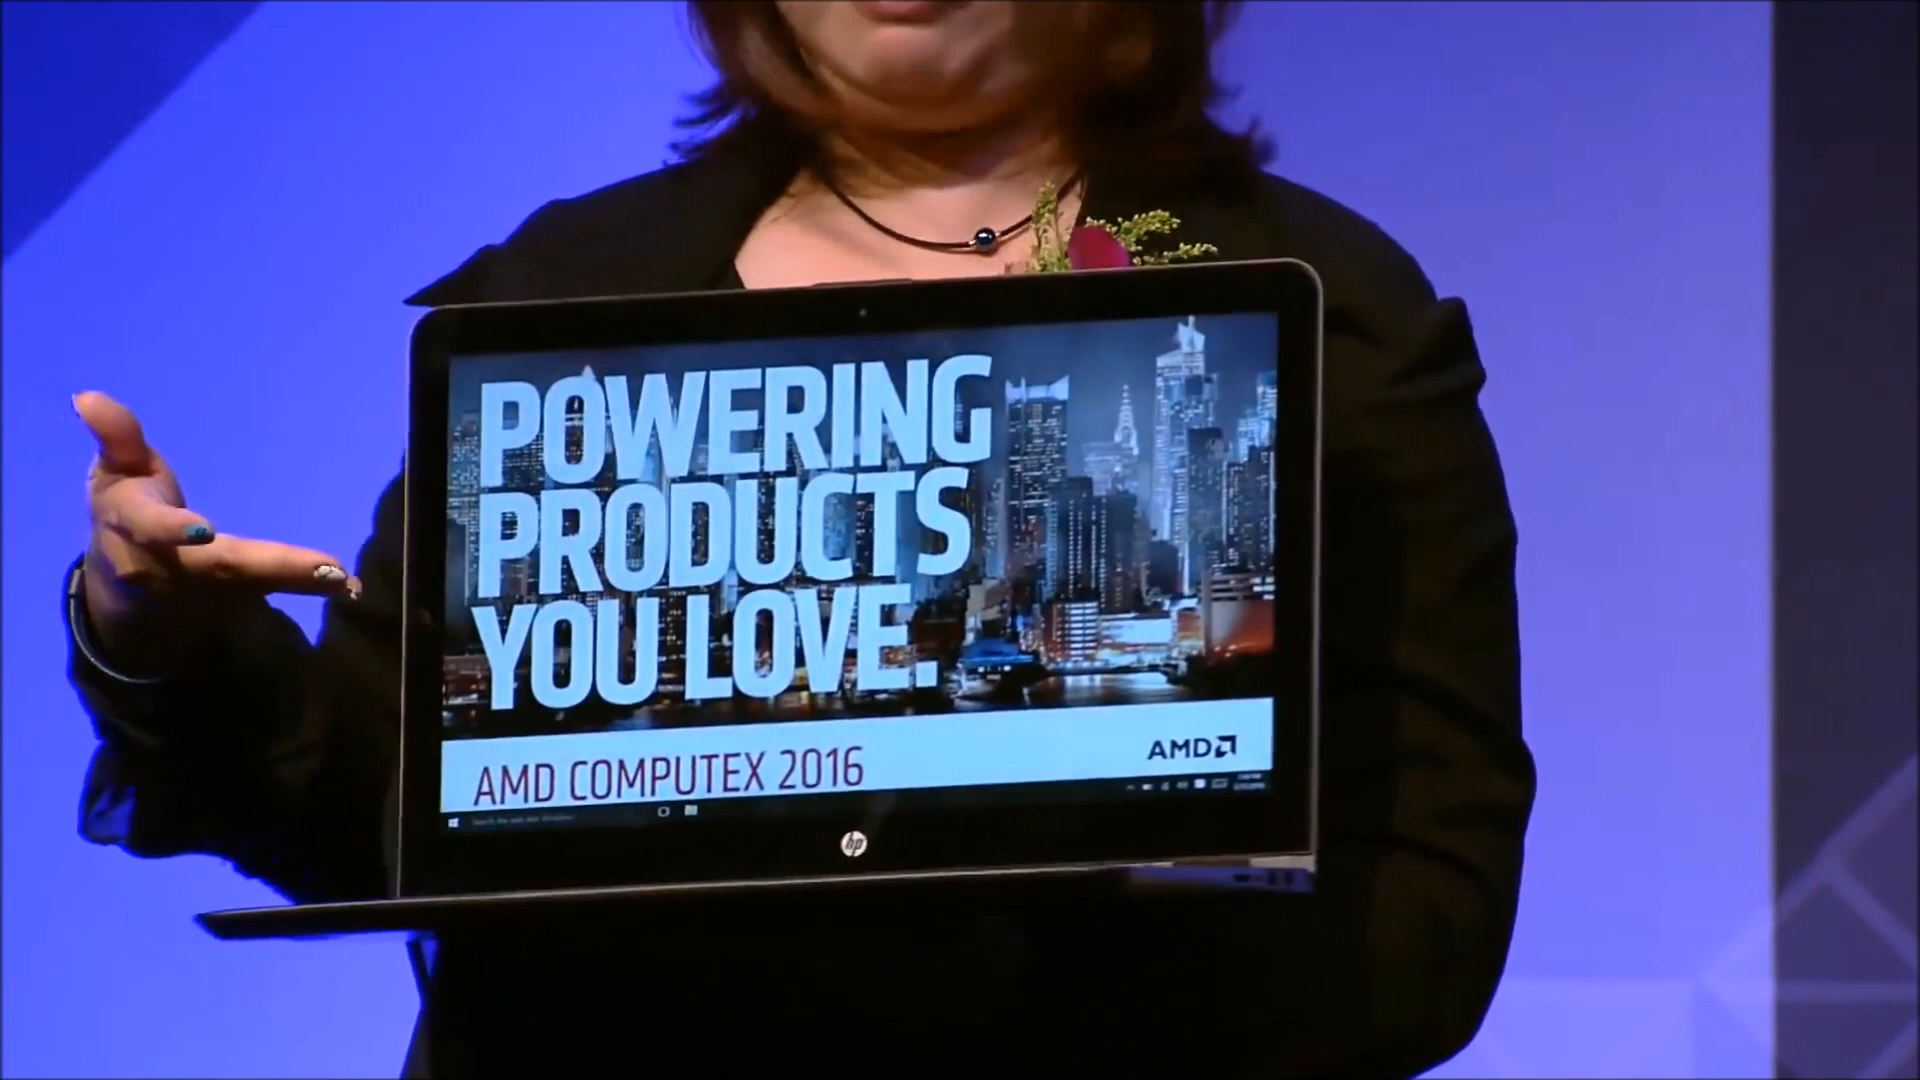 POWERING
PRODUCTS
YOU LOVE.
AMD COMPUTEX 2016
AMD
hp